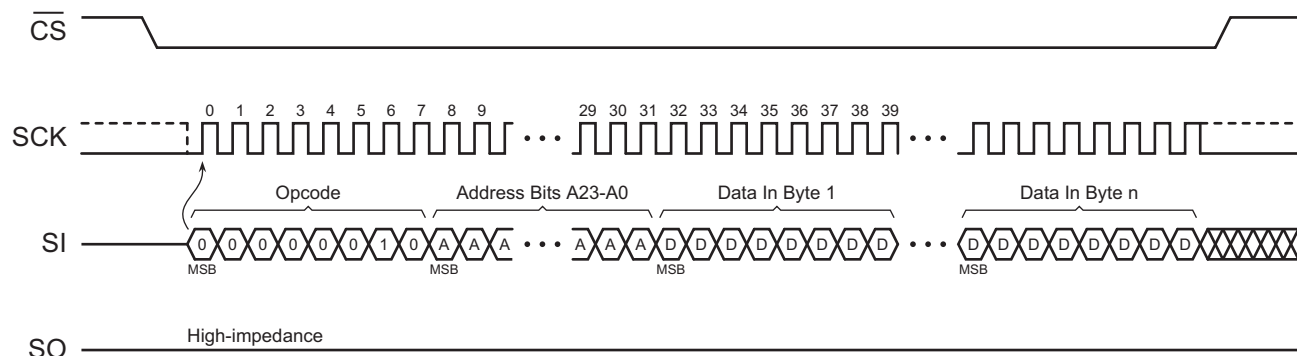 CS
SCK
0 1 2 3 4 5 6 7 8 9 29 30 31 32 33 34 35 36 37 38 39
Opcode Address Bits A23-A0 Data In Byte 1 Data In Byte n
SI
0 0 0 0 0 0 1 0 A A A A A A D D D D D D D D D D D D D D D D
MSB MSB MSB MSB
High-impedance
SO